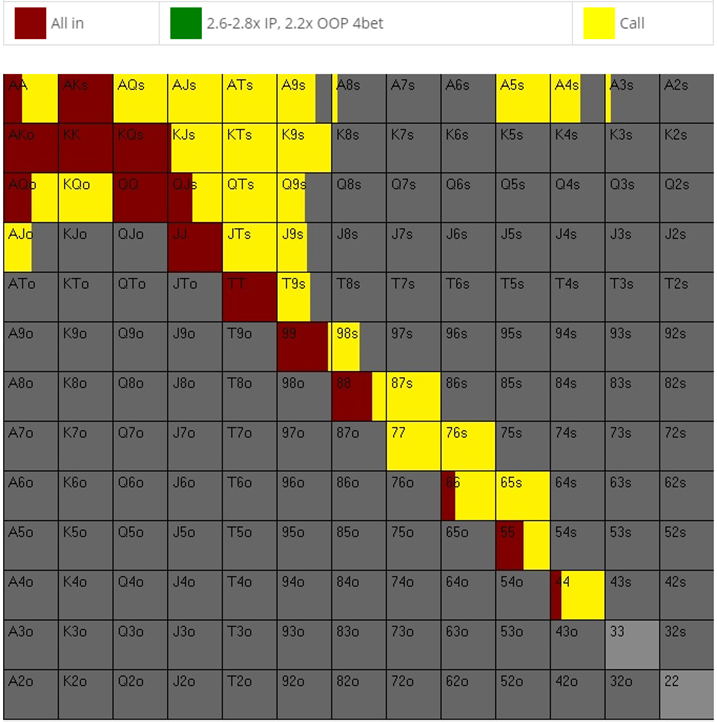 All in 2.6-2.8x IP, 2.2x OOP 4bet Call
AA AKs AQs AJs ATs A9s A8s A7s A6s A5s A4s A3s A2s
AKo KK KQs KJs KTs K9s K8s K7s K6s K5s K4s K3s K2s
AQo KQo QQ QJs QTs Q9s Q8s Q7s Q6s Q5s Q4s Q3s Q2s
AJo KJo QJo JJ JTs J9s J8s J7s J6s J5s J4s J3s J2s
ATo KTo QTo JTo TT T9s T8s T7s T6s T5s T4s T3s T2s
A9o K9o Q9o J9o T9o 99 98s 97s 96s 95s 94s 93s 92s
A8o K8o Q8o J8o T8o 98o 88 87s 86s 85s 84s 83s 82s
A7o K7o Q7o J7o T7o 97o 87o 77 76s 75s 74s 73s 72s
A6o K6o Q6o J6o T6o 96o 86o 76o 66 65s 64s 63s 62s
A5o K5o Q5o J5o T5o 95o 85o 75o 65o 55 54s 53s 52s
A4o K4o Q4o J4o T4o 94o 84o 74o 64o 54o 44 43s 42s
A3o K3o Q3o J3o T3o 93o 83o 73o 63o 53o 43o 33 32s
A2o K2o Q2o J2o T2o 92o 82o 72o 62o 52o 42o 32o 22